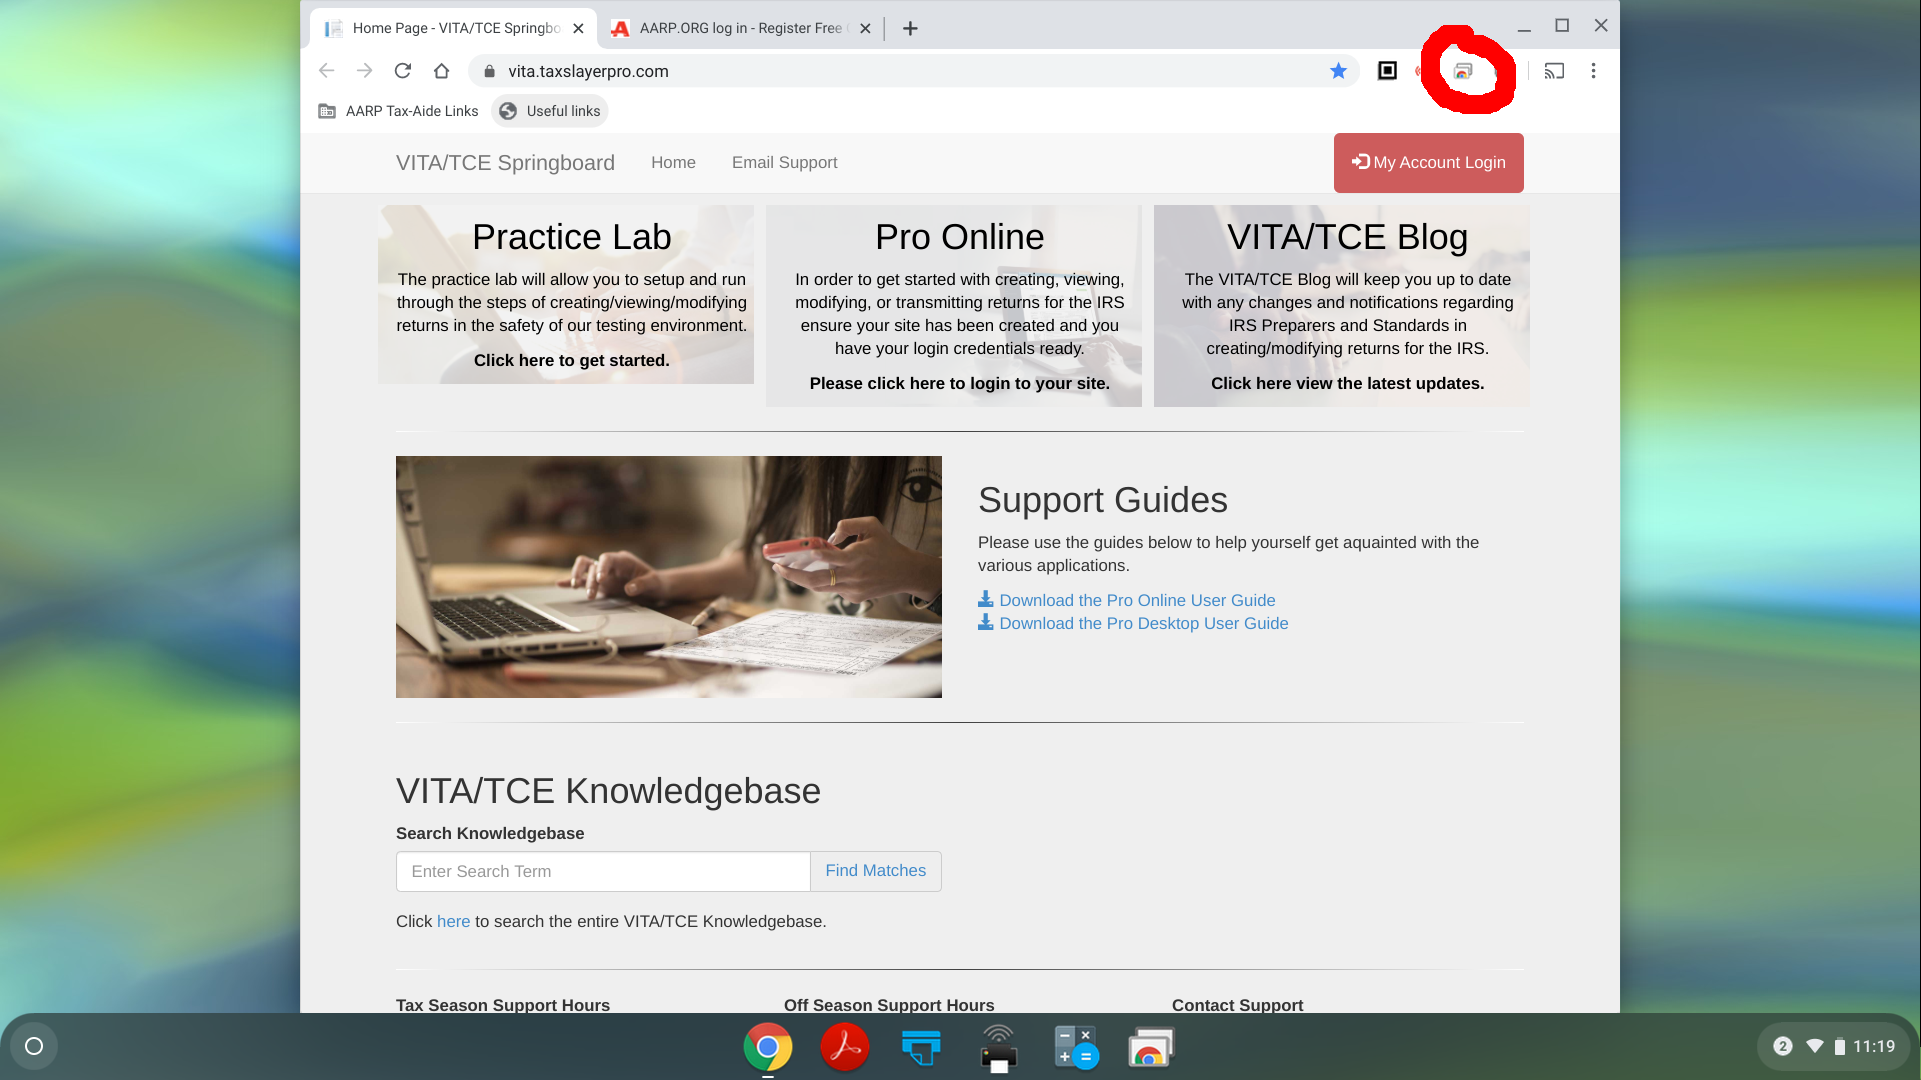 Home Page - VITA/TCE Springbo
AARP.ORG log in - Register Free
vita.taxslayerpro.com
AARP Tax-Aide Links
Useful links
VITA/TCE Springboard
Home
Email Support
My Account Login
Practice Lab
The practice lab will allow you to setup and run
through the steps of creating/viewing/modifying
returns in the safety of our testing environment.
Click here to get started.
Pro Online
In order to get started with creating, viewing,
modifying, or transmitting returns for the IRS
ensure your site has been created and you
have your login credentials ready.
Please click here to login to your site.
VITA/TCE Blog
The VITA/TCE Blog will keep you up to date
with any changes and notifications regarding
IRS Preparers and Standards in
creating/modifying returns for the IRS.
Click here view the latest updates.
Support Guides
Please use the guides below to help yourself get aquainted with the
various applications.
Download the Pro Online User Guide
Download the Pro Desktop User Guide
VITA/TCE Knowledgebase
Search Knowledgebase
Enter Search Term
Find Matches
Click here to search the entire VITA/TCE Knowledgebase.
Tax Season Support Hours
Off Season Support Hours
Contact Support
2
11:19